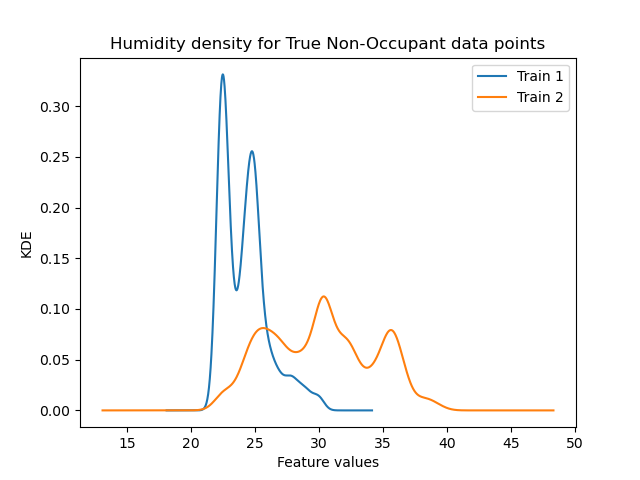 Humidity density for True Non-Occupant data points
Train 1
Train 2
KDE
0.30
0.25
0.20
0.15
0.10
0.05
0.00
15 20 25 30 35 40 45 50
Feature values